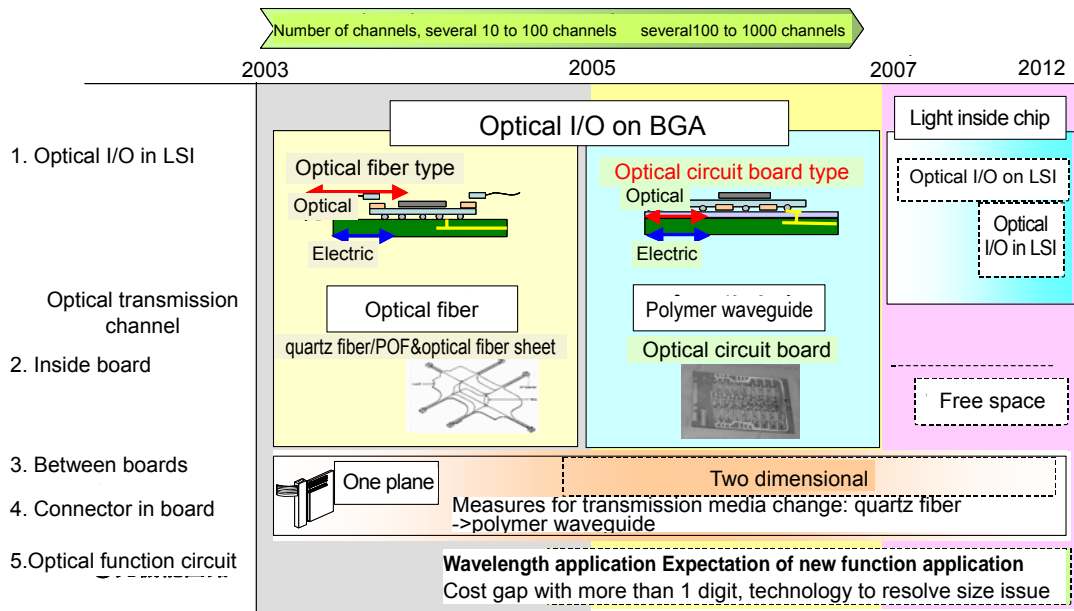 Number of channels, several 10 to 100 channels several100 to 1000 channels
2003 2005 2007 2012
Optical I/O on BGA
Light inside chip
1. Optical I/O in LSI
Optical fiber type
Optical
Electric
Optical circuit board type
Optical
Electric
Optical I/O on LSI
Optical
I/O in LSI
Optical transmission
channel
Optical fiber
Polymer waveguide
quartz fiber/POF&optical fiber sheet
Optical circuit board
2. Inside board
Free space
3. Between boards
One plane
Two dimensional
4. Connector in board
Measures for transmission media change: quartz fiber
->polymer waveguide
5.Optical function circuit
Wavelength application Expectation of new function application
Cost gap with more than 1 digit, technology to resolve size issue